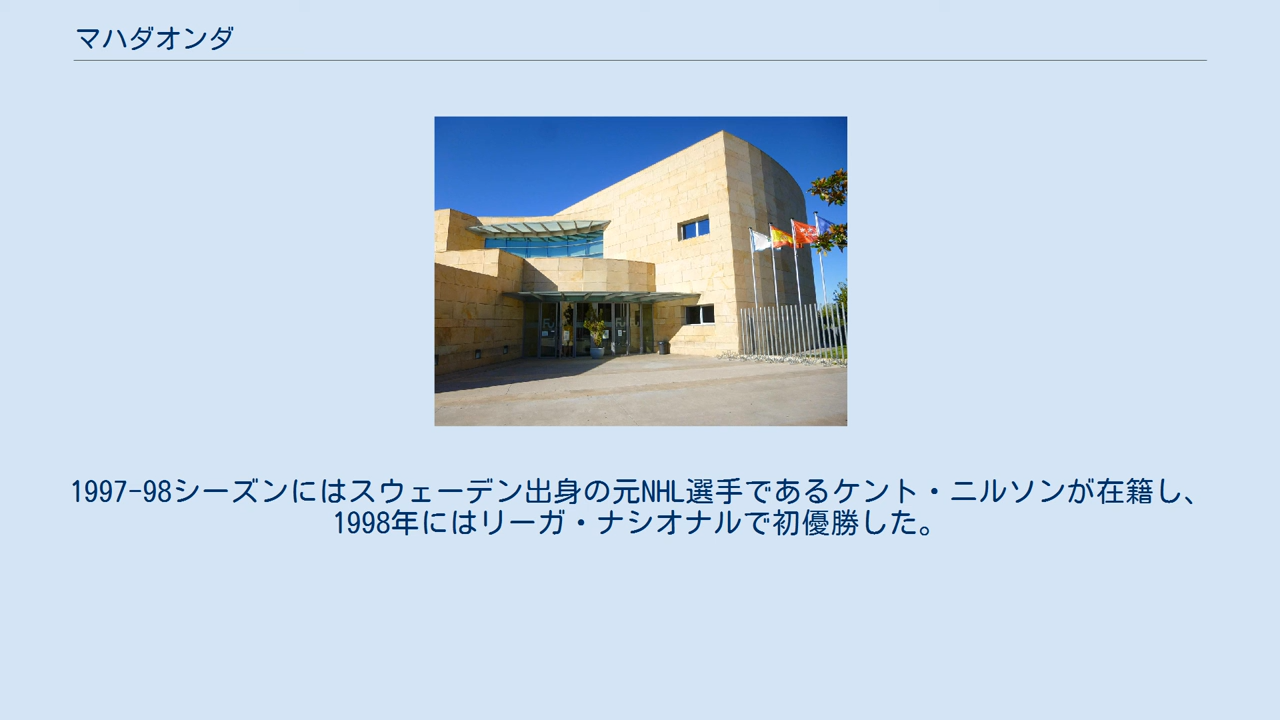 マハダオンダ
1997-98シーズンにはスウェーデン出身の元NHL選手であるケント・ニルソンが在籍し、
1998年にはリーガ・ナシオナルで初優勝した。